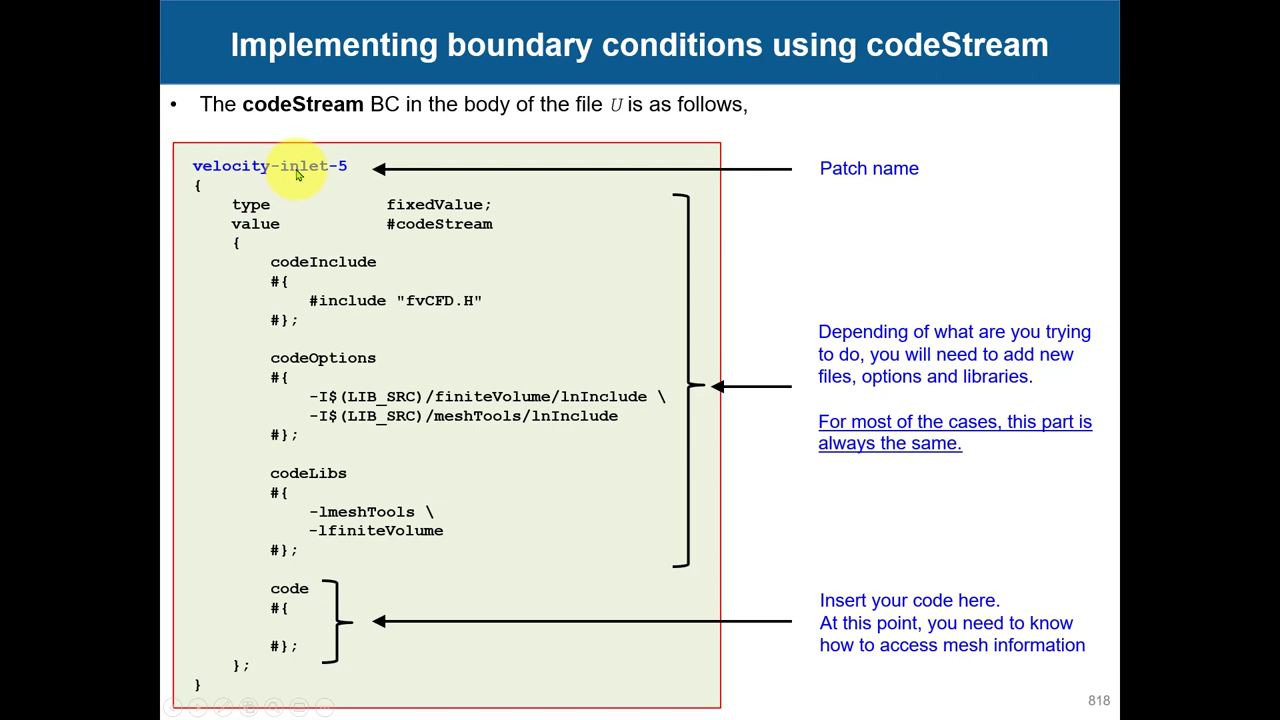 Implementing boundary conditions using codeStream
• The codeStream BC in the body of the file U is as follows,
velocity-inlet-5
{
type fixedValue;
value #codeStream
{
codeInclude
#{
#include "fvCFD.H"
#};
codeOptions
#{
-I$(LIB_SRC)/finiteVolume/lnInclude \
-I$(LIB_SRC)/meshTools/lnInclude
#};
codeLibs
#{
-lmeshTools \
-lfiniteVolume
#};
code
#{
#};
};
}
Patch name
Depending of what are you trying
to do, you will need to add new
files, options and libraries.
For most of the cases, this part is
always the same.
Insert your code here.
At this point, you need to know
how to access mesh information
818